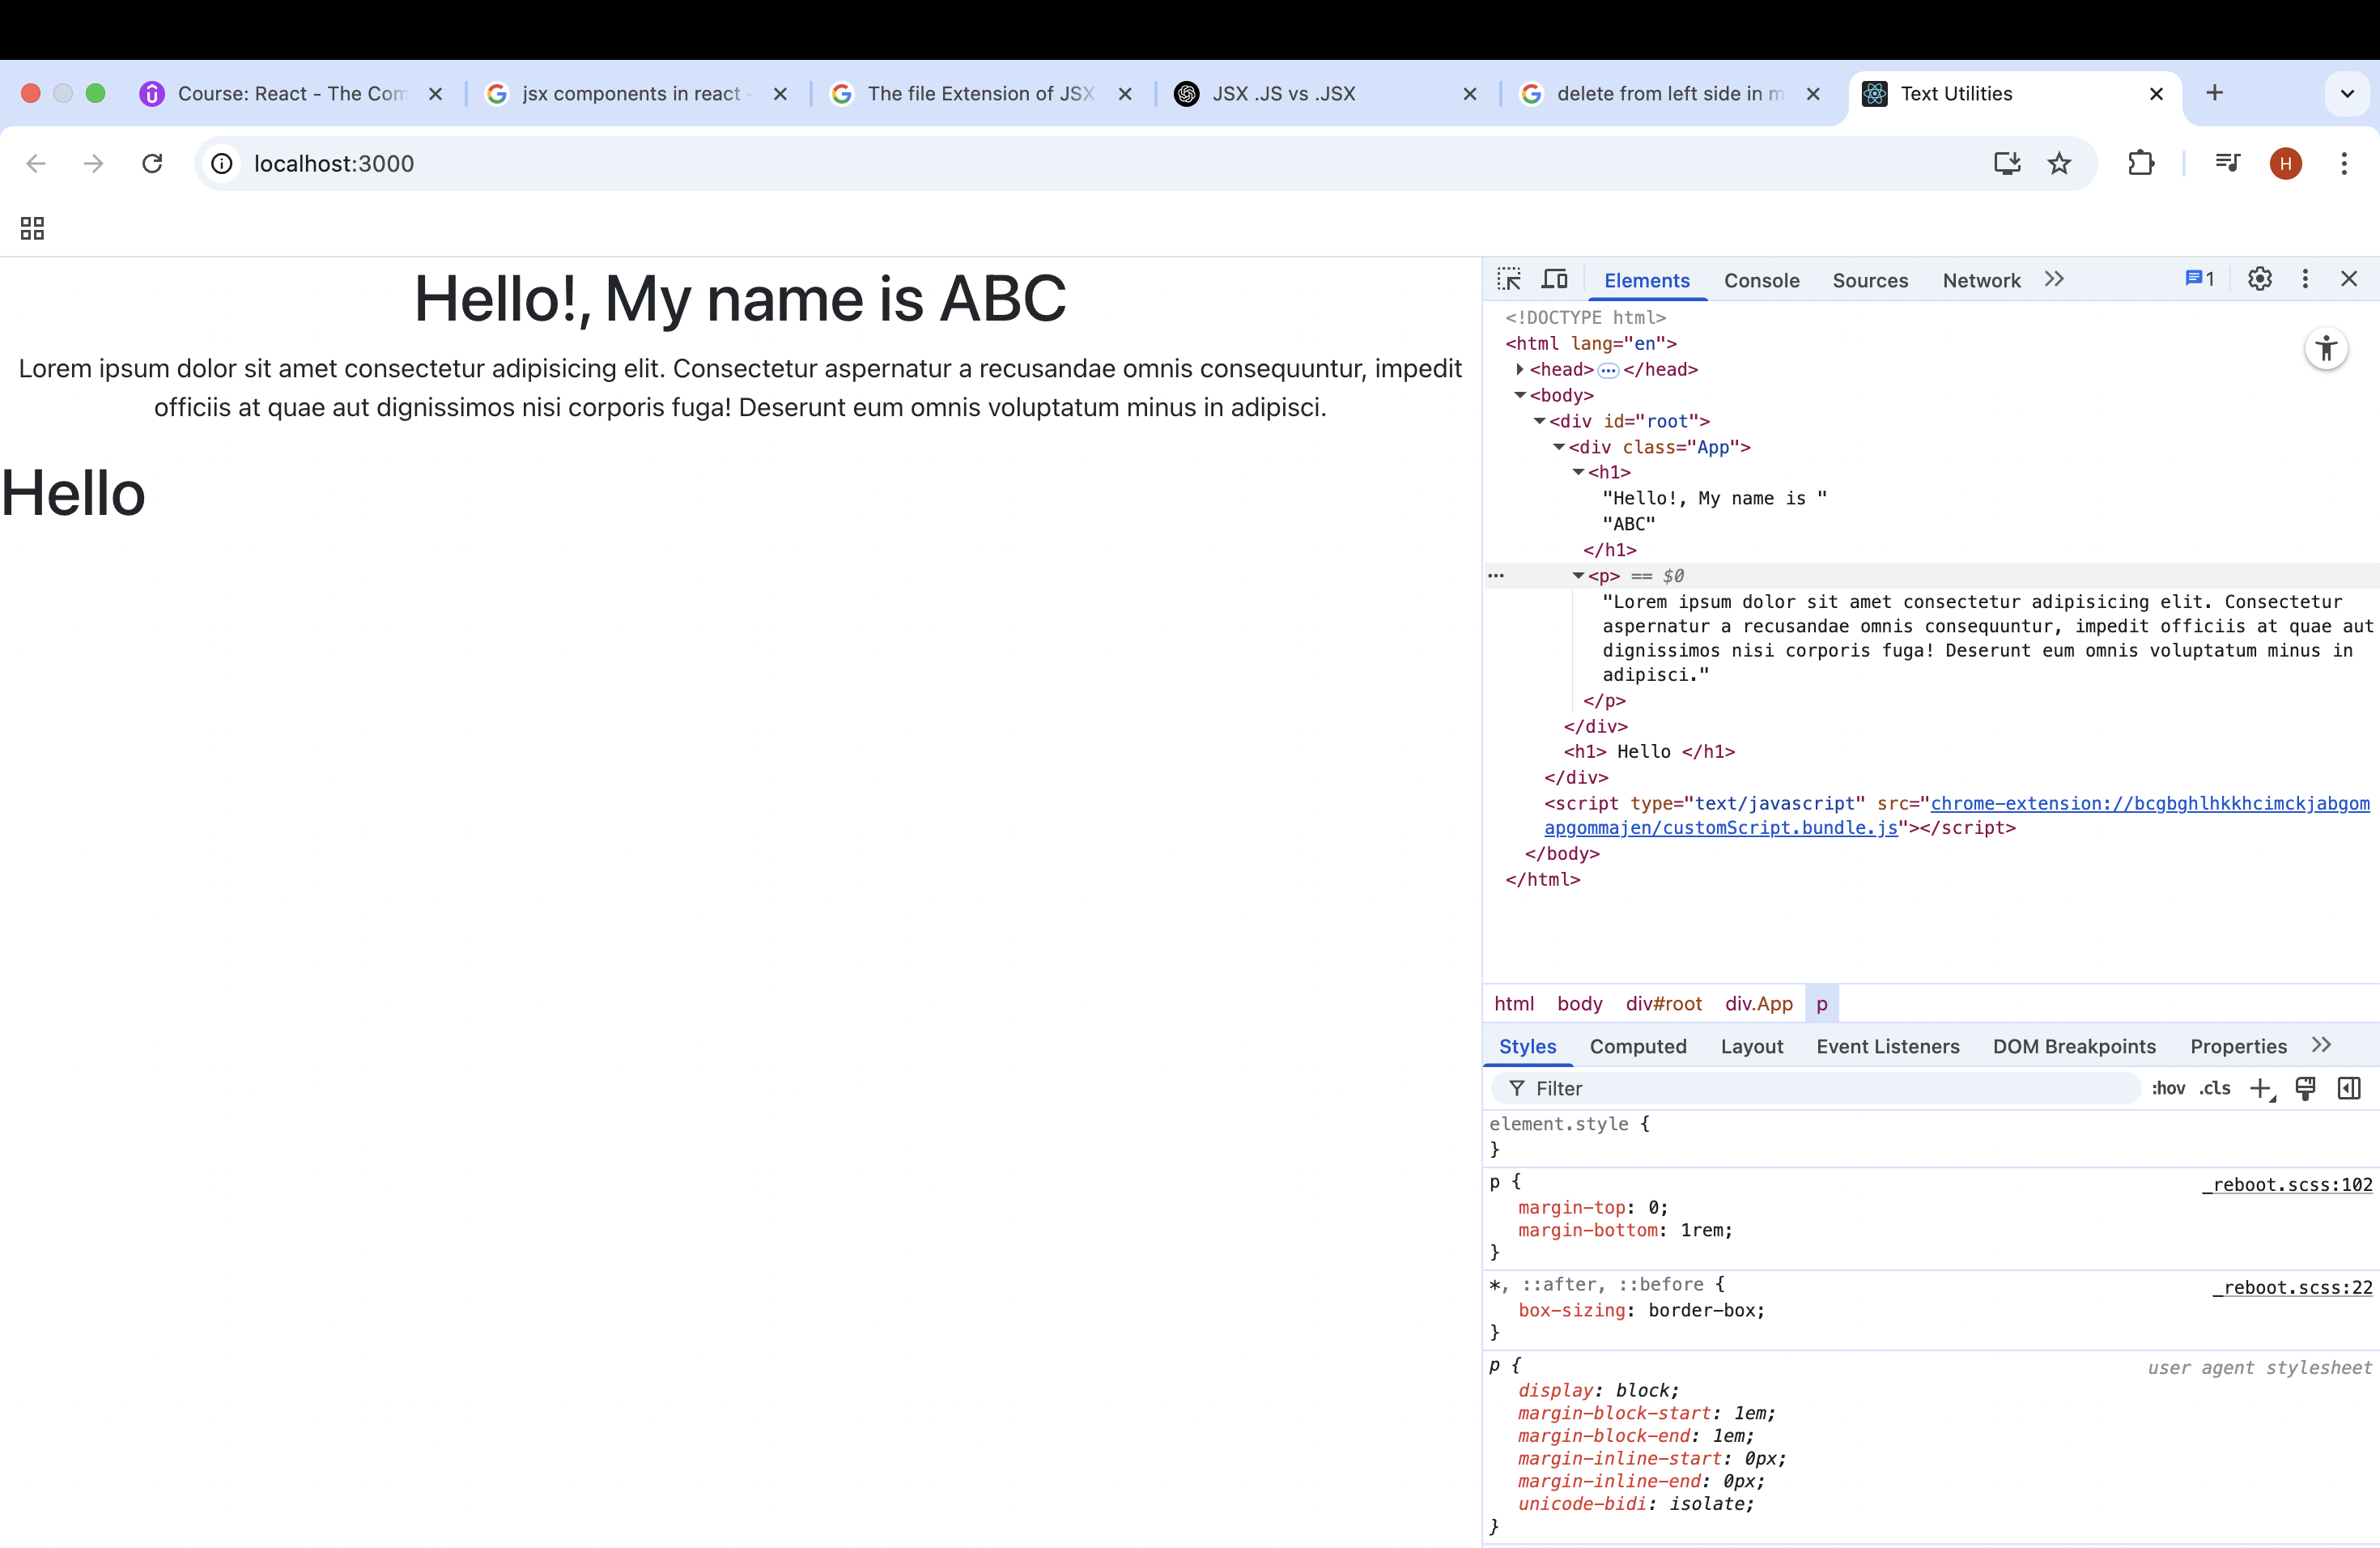 Course: React - The Com
jsx components in react -
The file Extension of JSX
JSX .JS vs .JSX
delete from left side in m
Text Utilities
localhost:3000
H
Hello!, My name is ABC
Lorem ipsum dolor sit amet consectetur adipisicing elit. Consectetur aspernatur a recusandae omnis consequuntur, impedit
officiis at quae aut dignissimos nisi corporis fuga! Deserunt eum omnis voluptatum minus in adipisci.
Hello
Elements Console Sources Network 1
<!DOCTYPE html>
<html lang="en">
<head> ••• </head>
<body>
<div id="root">
<div class="App">
<h1>
"Hello!, My name is "
"ABC"
</h1>
••• <p> == $0
"Lorem ipsum dolor sit amet consectetur adipisicing elit. Consectetur
aspernatur a recusandae omnis consequuntur, impedit officiis at quae aut
dignissimos nisi corporis fuga! Deserunt eum omnis voluptatum minus in
adipisci."
</p>
</div>
<h1> Hello </h1>
</div>
<script type="text/javascript" src="chrome-extension://bcgbghlhkkhcimckjabgom
apgommajen/customScript.bundle.js"></script>
</body>
</html>
html body div#root div.App p
Styles Computed Layout Event Listeners DOM Breakpoints Properties
Filter :hov .cls
element.style {
}
p { _reboot.scss:102
margin-top: 0;
margin-bottom: 1rem;
}
*, ::after, ::before { _reboot.scss:22
box-sizing: border-box;
}
p { user agent stylesheet
display: block;
margin-block-start: 1em;
margin-block-end: 1em;
margin-inline-start: 0px;
margin-inline-end: 0px;
unicode-bidi: isolate;
}